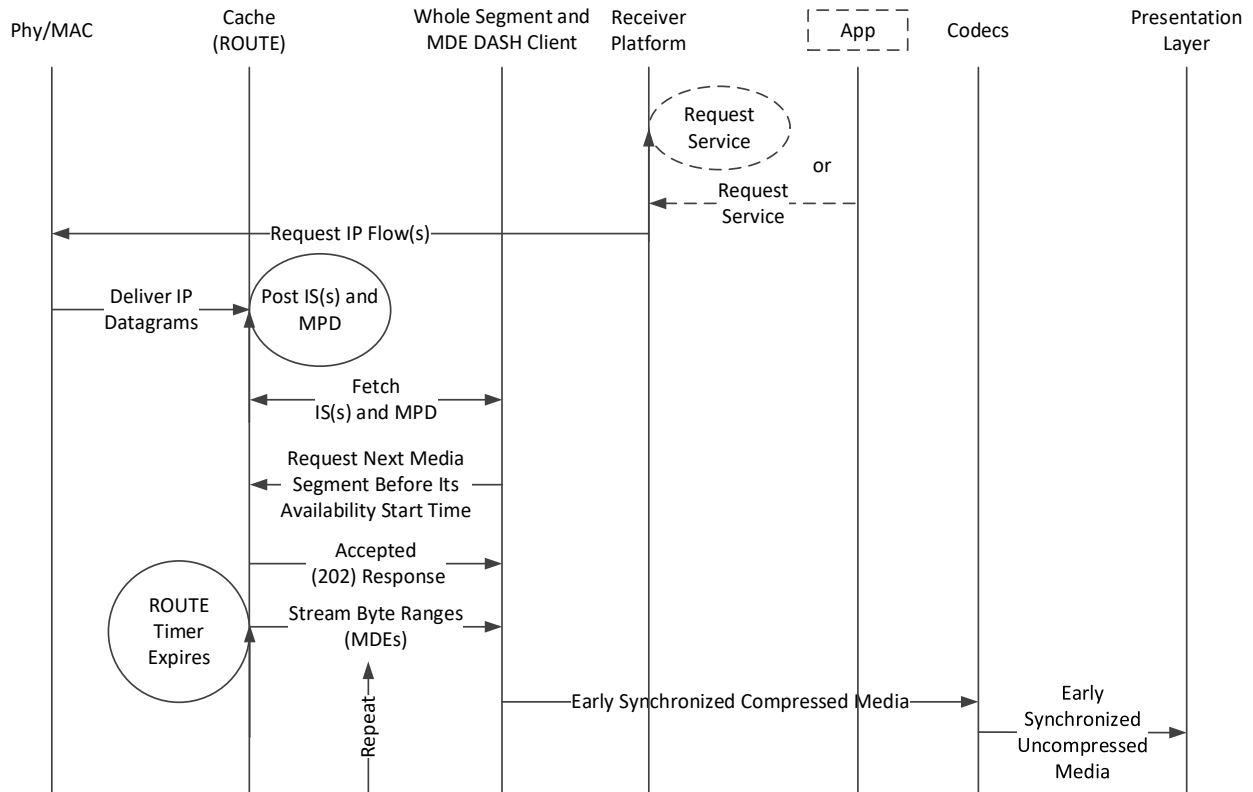 Phy/MAC
Cache
(ROUTE)
Whole Segment and
MDE DASH Client
Receiver
Platform
App
Codecs
Presentation
Layer
Request
Service
or
Request
Service
Request IP Flow(s)
Deliver IP
Datagrams
Post IS(s) and
MPD
Fetch
IS(s) and MPD
Request Next Media
Segment Before Its
Availability Start Time
Accepted
(202) Response
ROUTE
Timer
Expires
Stream Byte Ranges
(MDEs)
Repeat
Early Synchronized Compressed Media
Early
Synchronized
Uncompressed
Media